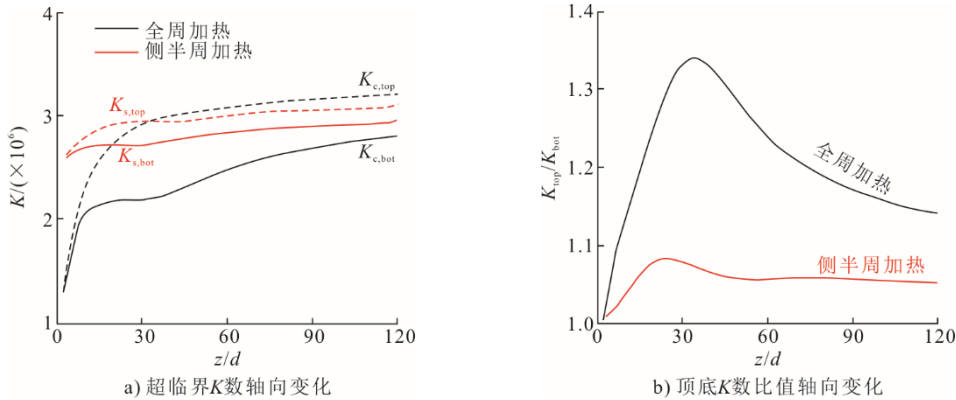 4
3
2
1
K/(×10⁶)
全周加热
侧半周加热
K_c,top
K_s,top
K_s,bot
K_c,bot
0 30 60 90 120
z/d
a) 超临界K数轴向变化
1.4
1.3
1.2
1.1
1.0
K_top/K_bot
全周加热
侧半周加热
0 30 60 90 120
z/d
b) 顶底K数比值轴向变化